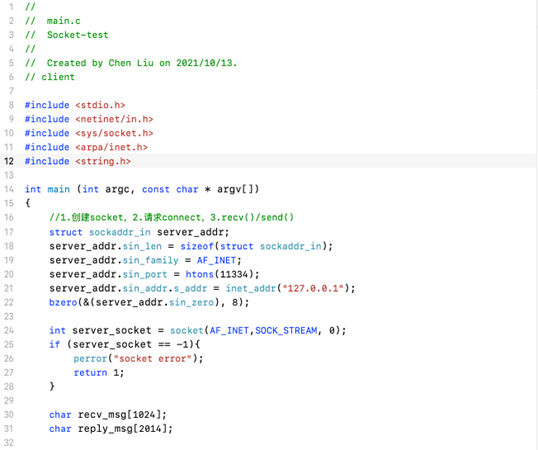 1 //
2 // main.c
3 // Socket-test
4 //
5 // Created by Chen Liu on 2021/10/13.
6 // client
7
8 #include <stdio.h>
9 #include <netinet/in.h>
10 #include <sys/socket.h>
11 #include <arpa/inet.h>
12 #include <string.h>
13
14 int main (int argc, const char * argv[])
15 {
16 //1.创建socket，2.请求connect，3.recv()/send()
17 struct sockaddr_in server_addr;
18 server_addr.sin_len = sizeof(struct sockaddr_in);
19 server_addr.sin_family = AF_INET;
20 server_addr.sin_port = htons(11334);
21 server_addr.sin_addr.s_addr = inet_addr("127.0.0.1");
22 bzero(&(server_addr.sin_zero), 8);
23
24 int server_socket = socket(AF_INET,SOCK_STREAM, 0);
25 if (server_socket == -1){
26 perror("socket error");
27 return 1;
28 }
29
30 char recv_msg[1024];
31 char reply_msg[2014];
32